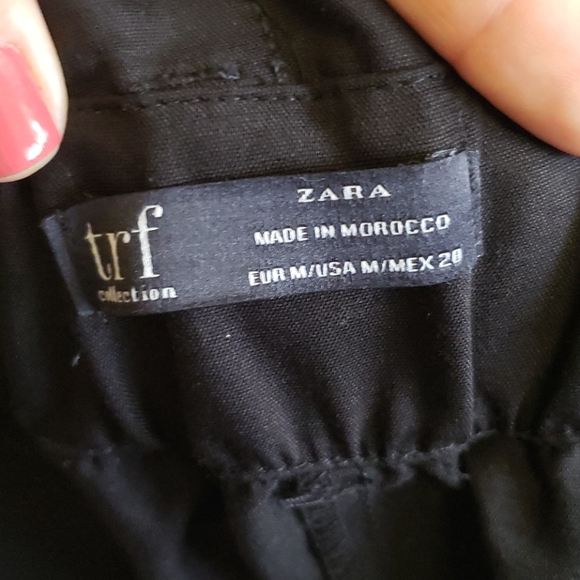 trf
collection
ZARA
MADE IN MOROCCO
EUR M/USA M/MEX 28